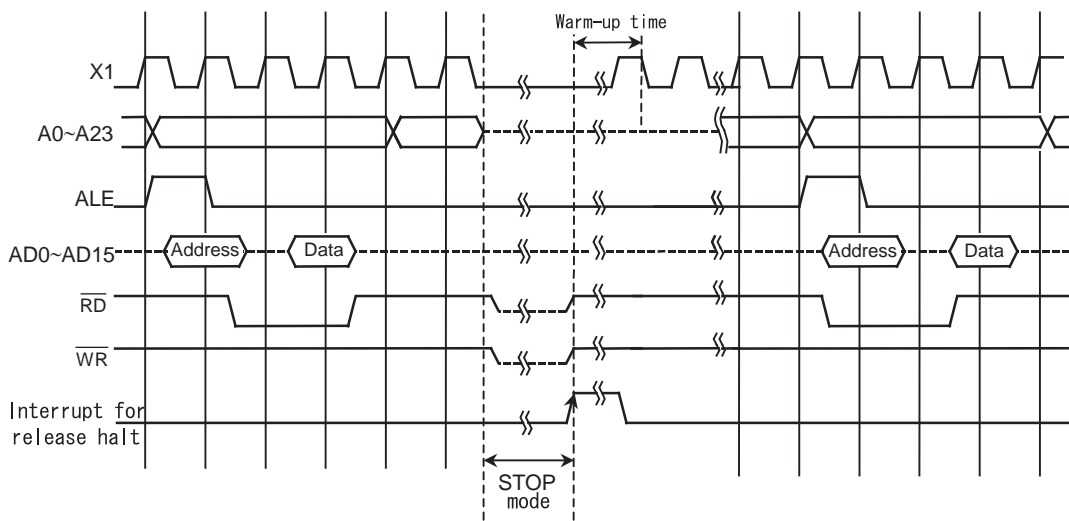 Warm-up time
X1
A0~A23
ALE
AD0~AD15
Address
Data
Address
Data
RD
WR
Interrupt for
release halt
STOP
mode